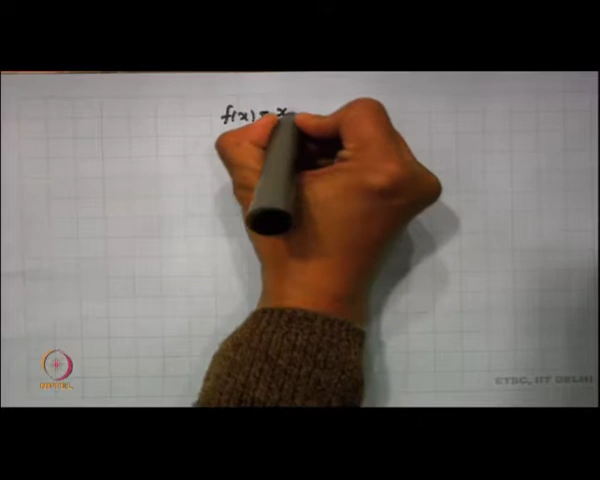 f(x) = x
ETSC, IIT DELHI